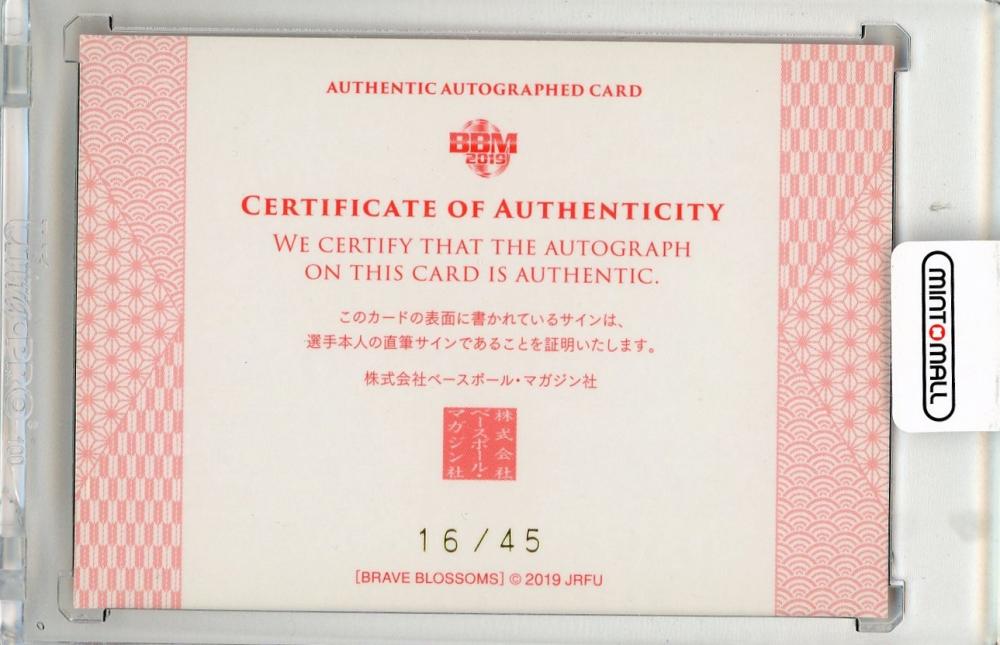 AUTHENTIC AUTOGRAPHED CARD
BBM
2019
CERTIFICATE OF AUTHENTICITY
WE CERTIFY THAT THE AUTOGRAPH
ON THIS CARD IS AUTHENTIC.
このカードの表面に書かれているサインは、
選手本人の直筆サインであることを証明いたします。
株式会社ベースボール・マガジン社
株式会社
ベースボール・
マガジン社
16/45
[BRAVE BLOSSOMS] © 2019 JRFU
MINT MALL